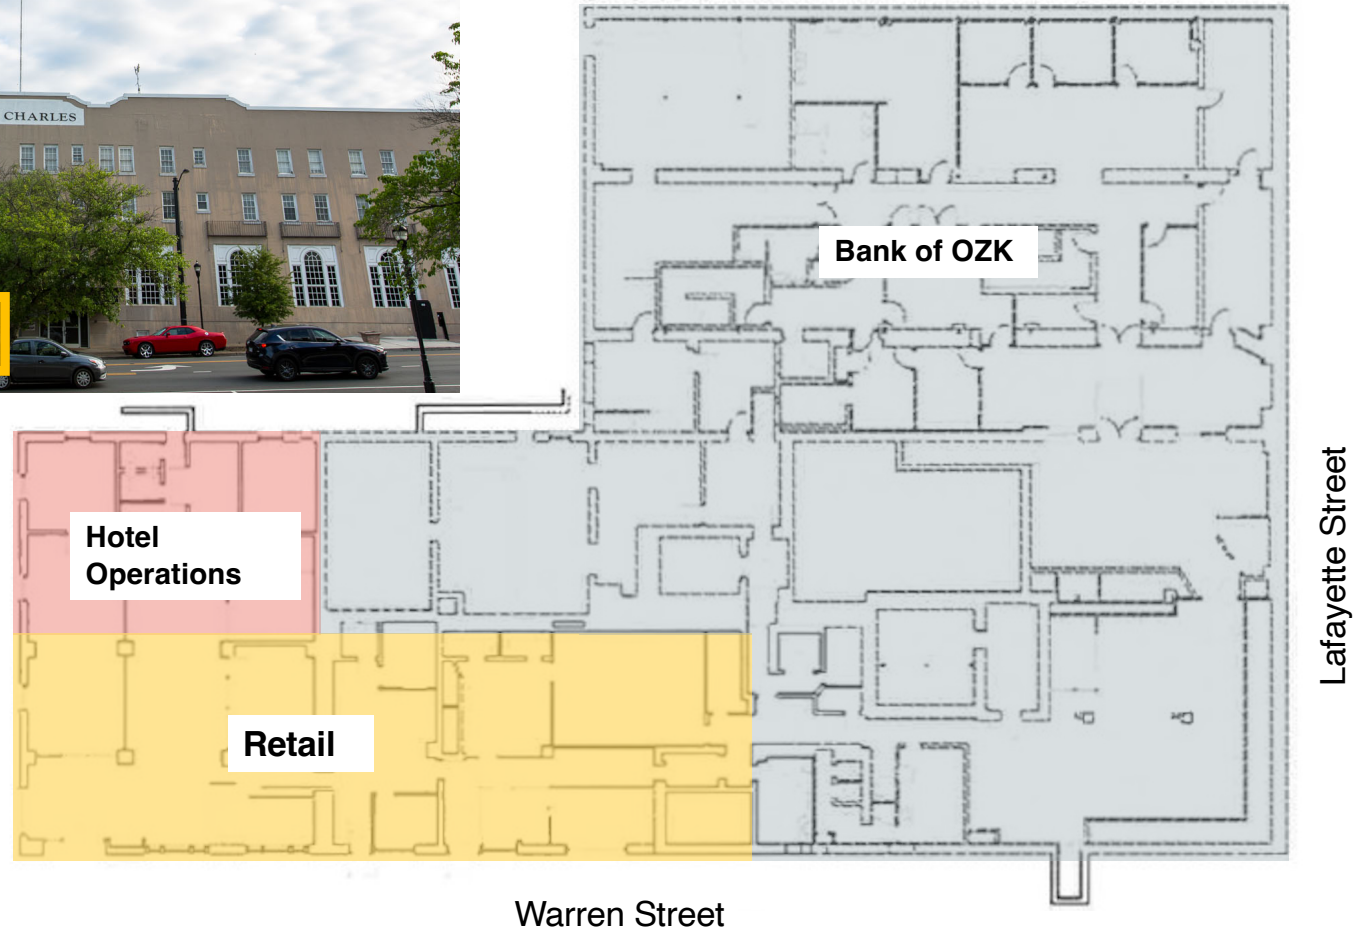 CHARLES
Bank of OZK
Hotel
Operations
Retail
Lafayette Street
Warren Street